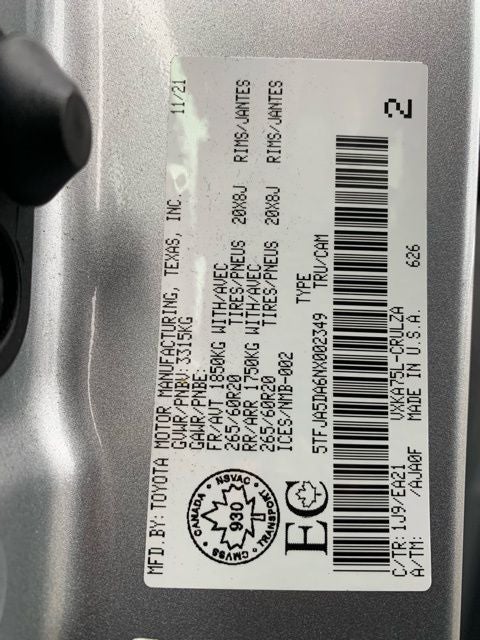 MFD. BY: TOYOTA MOTOR MANUFACTURING, TEXAS, INC. 11/21
GVWR/PNBV: 3315KG
GAWR/PNBE:
FR/AVT 1850KG WITH/AVEC
265/60R20 TIRES/PNEUS 20X8J RIMS/JANTES
RR/ARR 1750KG WITH/AVEC
265/60R20 TIRES/PNEUS 20X8J RIMS/JANTES
ICES/NMB-002
CANADA NSVAC TRANSPORT CMVSS
930
EC
5TFJA5DA6NX002349 TYPE TRU/CAM
C/TR: 1J9/EA21 VXKA75L-CRULZA 626
A/TM: /AJA0F MADE IN U.S.A.
2